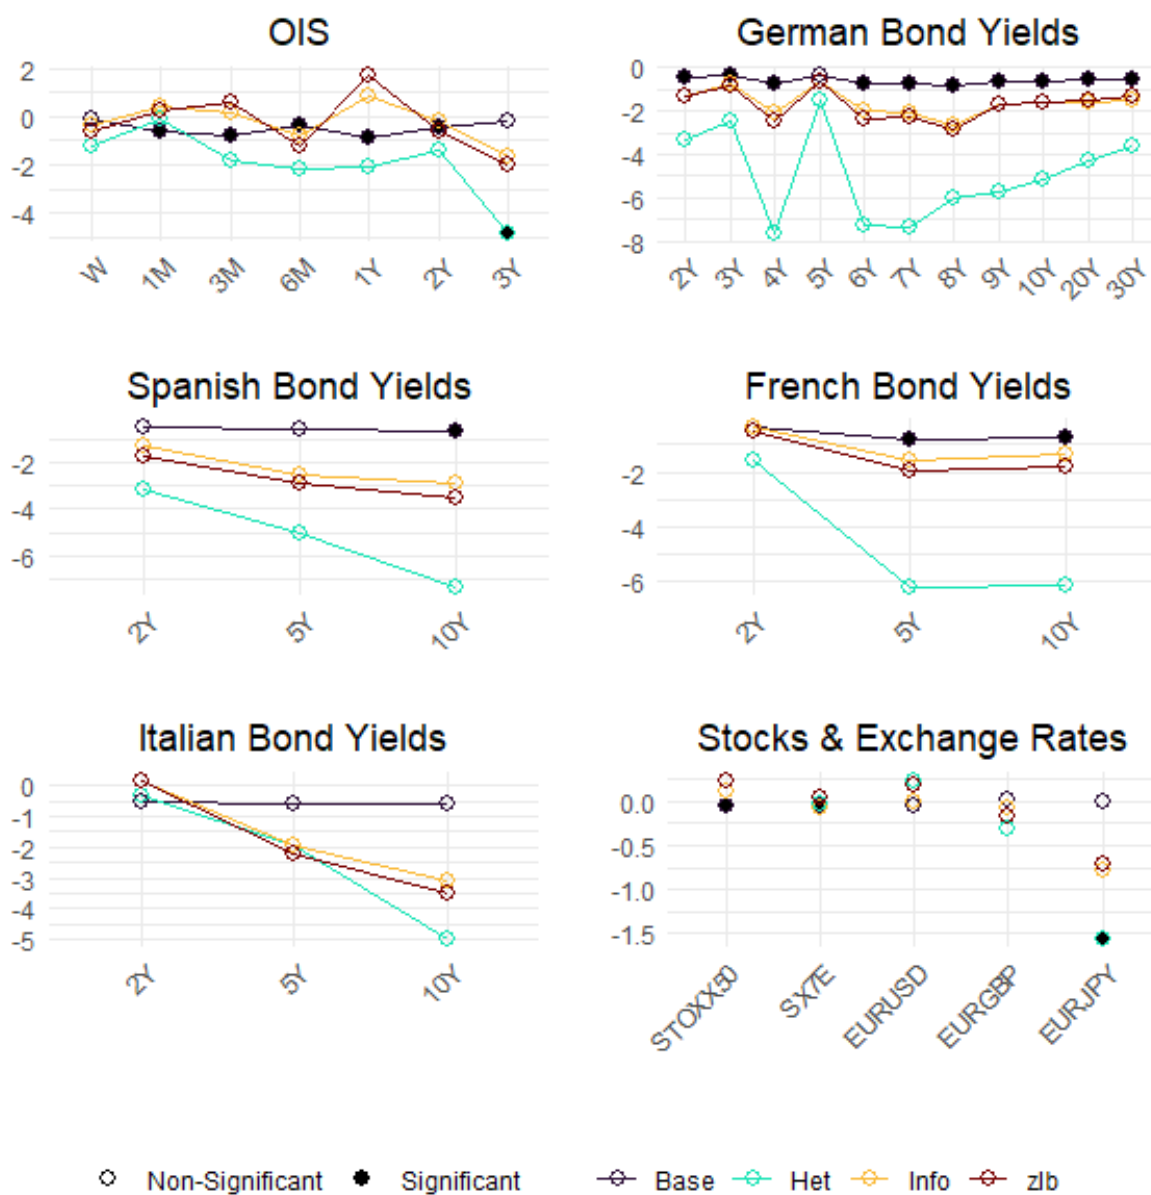 OIS
German Bond Yields
2
0
-2
-4
W 1M 3M 6M 1Y 2Y 3Y
0
-2
-4
-6
-8
2Y 3Y 4Y 5Y 6Y 7Y 8Y 9Y 10Y 20Y 30Y
Spanish Bond Yields
French Bond Yields
-2
-4
-6
2Y 5Y 10Y
-2
-4
-6
2Y 5Y 10Y
Italian Bond Yields
Stocks & Exchange Rates
0
-1
-2
-3
-4
-5
2Y 5Y 10Y
0.0
-0.5
-1.0
-1.5
STOXX50 SX7E EURUSD EURGBP EURJPY
Non-Significant Significant Base Het Info zlb